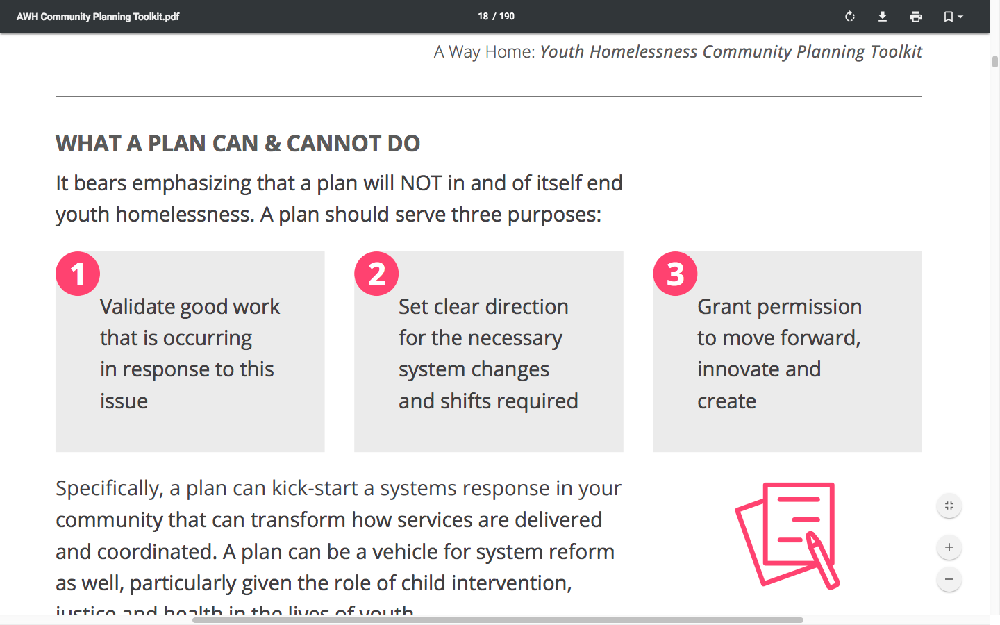 AWH Community Planning Toolkit.pdf
18 / 190
A Way Home: Youth Homelessness Community Planning Toolkit
WHAT A PLAN CAN & CANNOT DO
It bears emphasizing that a plan will NOT in and of itself end
youth homelessness. A plan should serve three purposes:
1
Validate good work
that is occurring
in response to this
issue
2
Set clear direction
for the necessary
system changes
and shifts required
3
Grant permission
to move forward,
innovate and
create
Specifically, a plan can kick-start a systems response in your
community that can transform how services are delivered
and coordinated. A plan can be a vehicle for system reform
as well, particularly given the role of child intervention,
justice and health in the lives of youth